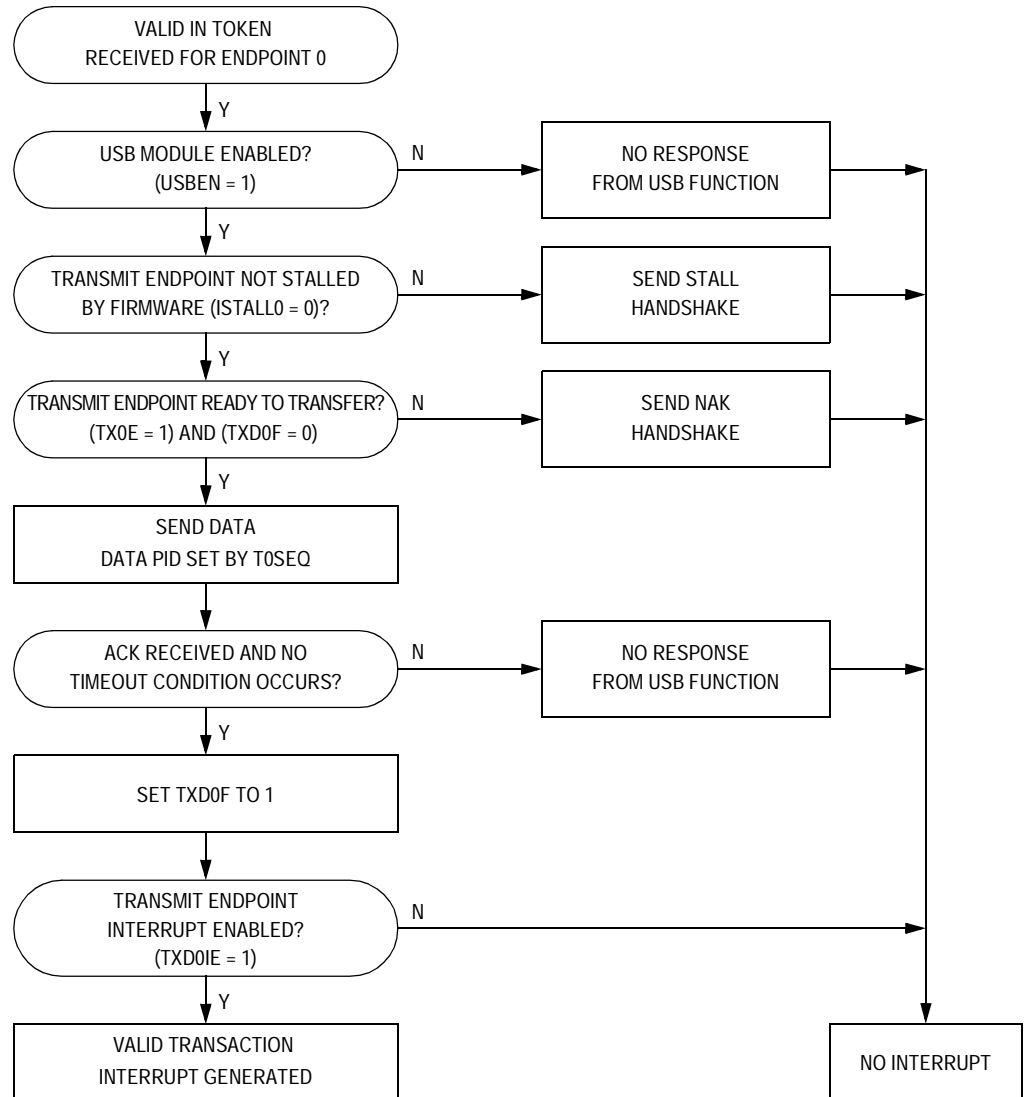 VALID IN TOKEN
RECEIVED FOR ENDPOINT 0
Y
USB MODULE ENABLED?
(USBEN = 1)
N
NO RESPONSE
FROM USB FUNCTION
Y
TRANSMIT ENDPOINT NOT STALLED
BY FIRMWARE (ISTALL0 = 0)?
N
SEND STALL
HANDSHAKE
Y
TRANSMIT ENDPOINT READY TO TRANSFER?
(TX0E = 1) AND (TXD0F = 0)
N
SEND NAK
HANDSHAKE
Y
SEND DATA
DATA PID SET BY T0SEQ
ACK RECEIVED AND NO
TIMEOUT CONDITION OCCURS?
N
NO RESPONSE
FROM USB FUNCTION
Y
SET TXD0F TO 1
TRANSMIT ENDPOINT
INTERRUPT ENABLED?
(TXD0IE = 1)
N
Y
VALID TRANSACTION
INTERRUPT GENERATED
NO INTERRUPT